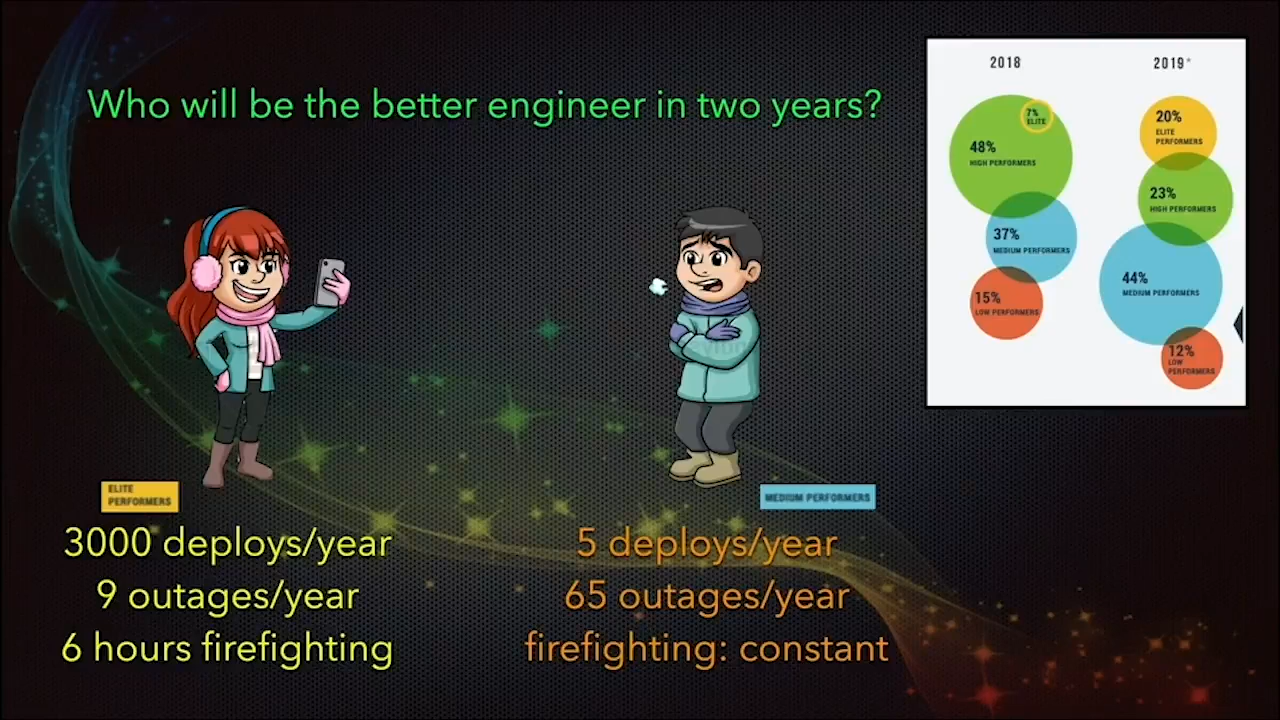 Who will be the better engineer in two years?
2018
2019*
7%
ELITE
48%
HIGH PERFORMERS
37%
MEDIUM PERFORMERS
15%
LOW PERFORMERS
20%
ELITE
PERFORMERS
23%
HIGH PERFORMERS
44%
MEDIUM PERFORMERS
12%
LOW
PERFORMERS
ELITE
PERFORMERS
3000 deploys/year
9 outages/year
6 hours firefighting
MEDIUM PERFORMERS
5 deploys/year
65 outages/year
firefighting: constant